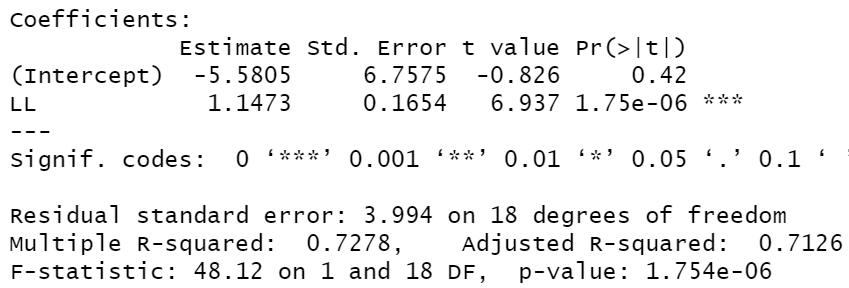 Coefficients:
Estimate Std. Error t value Pr(>|t|)
(Intercept) -5.5805 6.7575 -0.826 0.42
LL 1.1473 0.1654 6.937 1.75e-06 ***
---
Signif. codes: 0 ‘***’ 0.001 ‘**’ 0.01 ‘*’ 0.05 ‘.’ 0.1 ‘ ’
Residual standard error: 3.994 on 18 degrees of freedom
Multiple R-squared: 0.7278, Adjusted R-squared: 0.7126
F-statistic: 48.12 on 1 and 18 DF, p-value: 1.754e-06